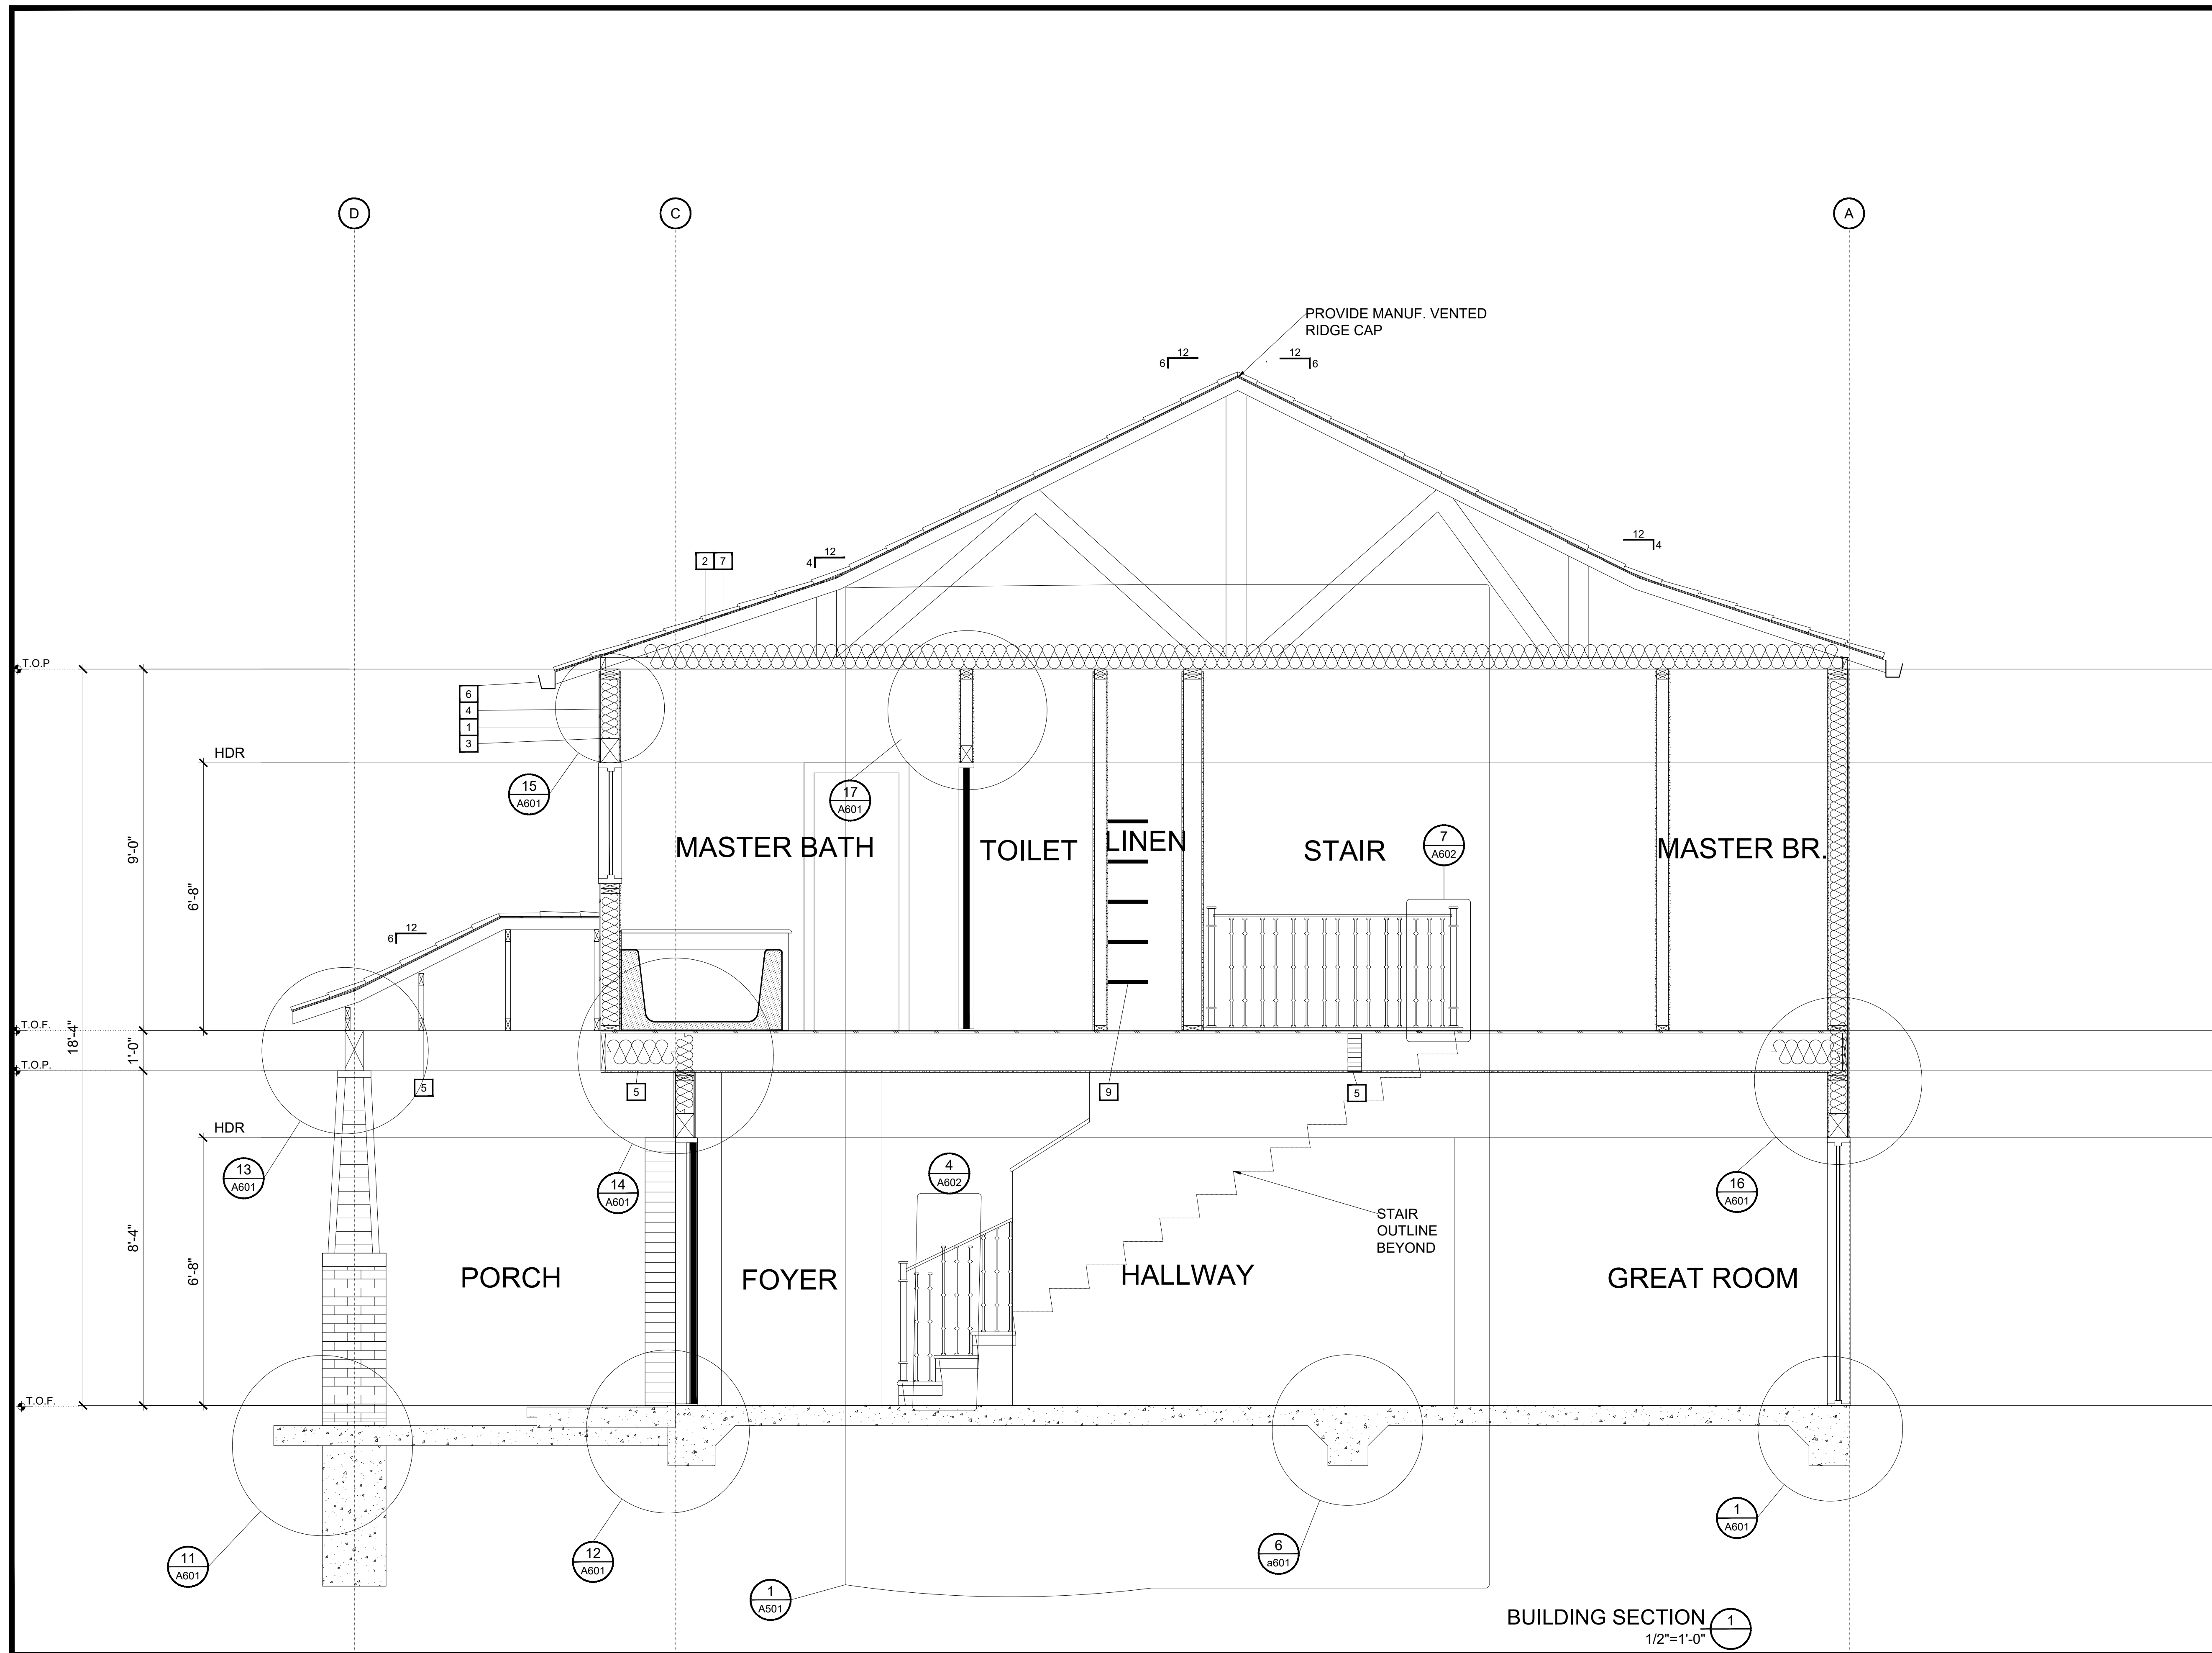 D
C
A
PROVIDE MANUF. VENTED
RIDGE CAP
12
6
12
6
12
4
12
4
2 7
T.O.P
6
4
1
3
HDR
15
A601
17
A601
MASTER BATH
TOILET
LINEN
STAIR
7
A602
MASTER BR.
9'-0"
6'-8"
12
6
T.O.F.
18'-4"
1'-0"
T.O.P.
5
5
9
5
HDR
13
A601
14
A601
4
A602
16
A601
STAIR
OUTLINE
BEYOND
8'-4"
6'-8"
PORCH
FOYER
HALLWAY
GREAT ROOM
T.O.F.
11
A601
12
A601
1
A501
6
a601
1
A601
BUILDING SECTION
1
1/2"=1'-0"